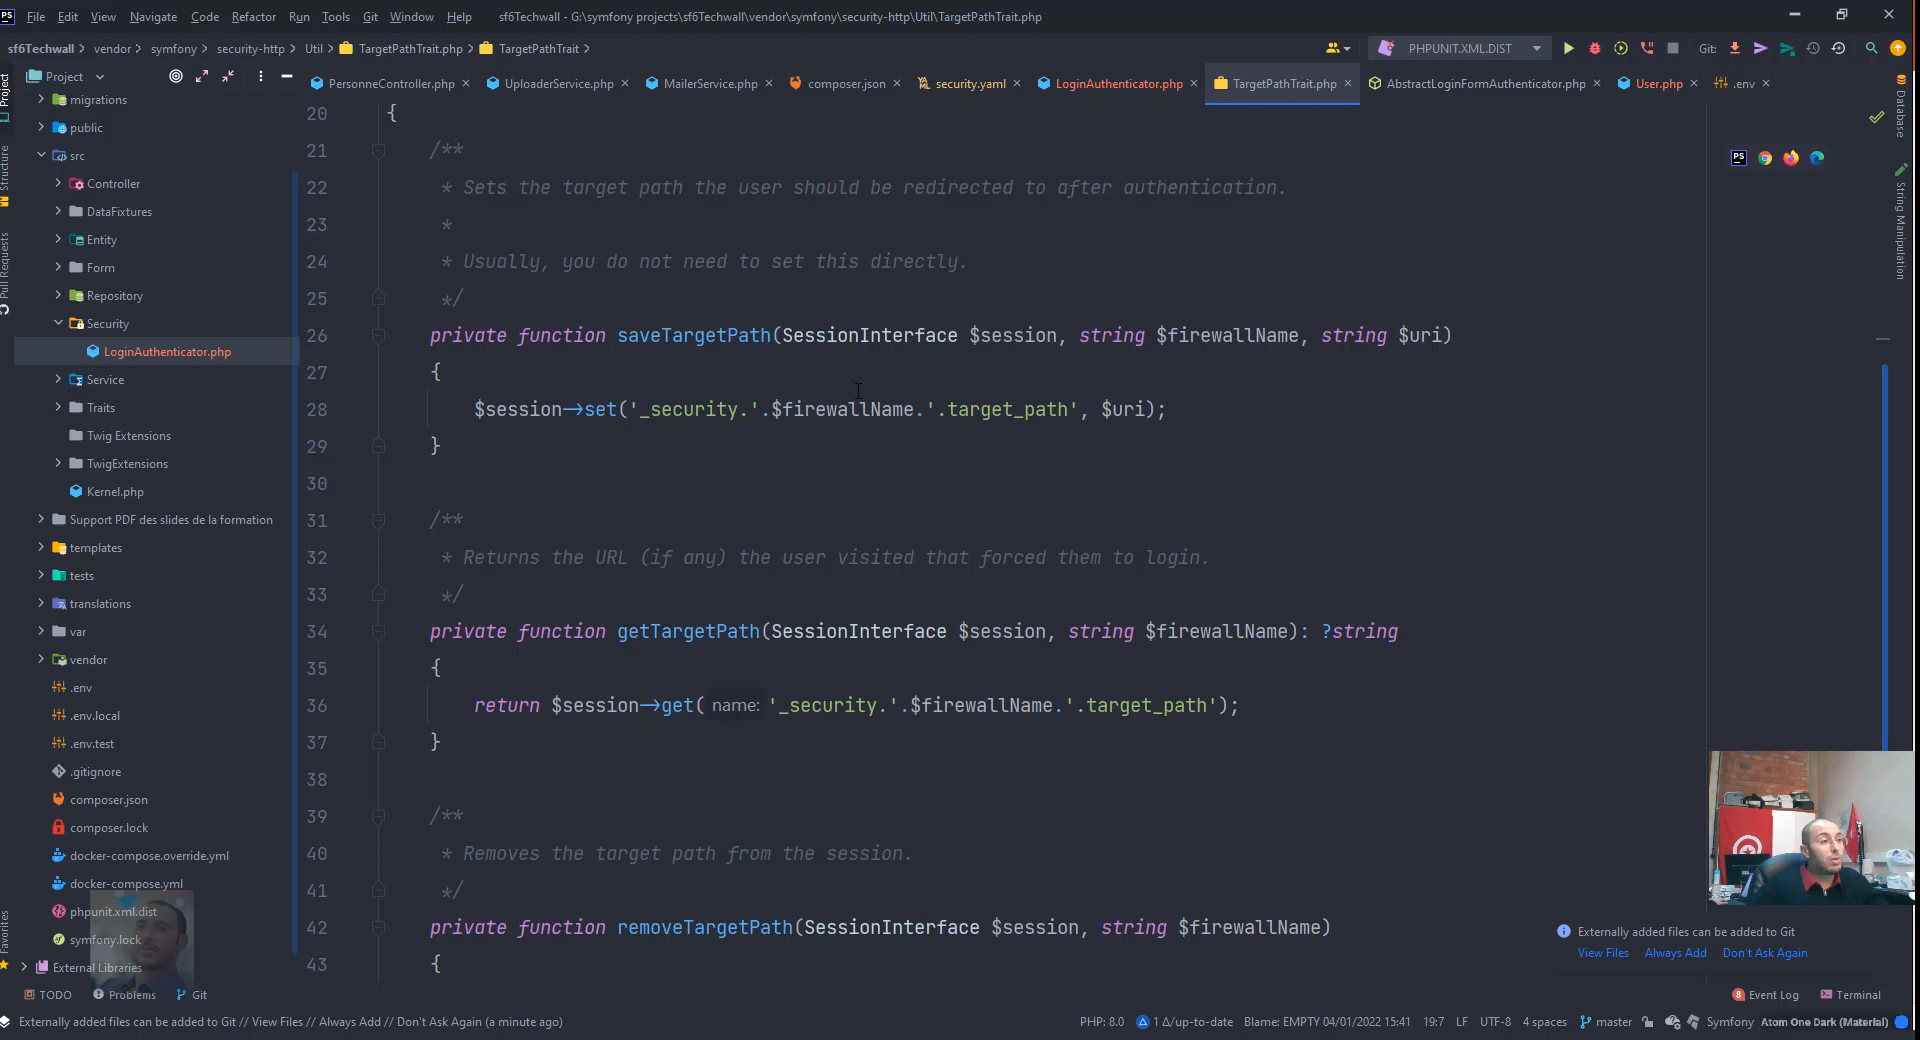 PS File Edit View Navigate Code Refactor Run Tools Git Window Help sf6Techwall - G:\symfony projects\sf6Techwall\vendor\symfony\security-http\Util\TargetPathTrait.php
sf6Techwall vendor symfony security-http Util TargetPathTrait.php TargetPathTrait PHPUNIT.XML.DIST Git:
Project
PersonneController.php UploaderService.php MailerService.php composer.json security.yaml LoginAuthenticator.php TargetPathTrait.php AbstractLoginFormAuthenticator.php User.php .env
Project
Structure
Pull Requests
Favorites
migrations
public
src
Controller
DataFixtures
Entity
Form
Repository
Security
LoginAuthenticator.php
Service
Traits
Twig Extensions
TwigExtensions
Kernel.php
Support PDF des slides de la formation
templates
tests
translations
var
vendor
.env
.env.local
.env.test
.gitignore
composer.json
composer.lock
docker-compose.override.yml
docker-compose.yml
phpunit.xml.dist
symfony.lock
External Libraries
20 {
21 /**
22 * Sets the target path the user should be redirected to after authentication.
23 *
24 * Usually, you do not need to set this directly.
25 */
26 private function saveTargetPath(SessionInterface $session, string $firewallName, string $uri)
27 {
28 $session→set('_security.'.$firewallName.'.target_path', $uri);
29 }
30
31 /**
32 * Returns the URL (if any) the user visited that forced them to login.
33 */
34 private function getTargetPath(SessionInterface $session, string $firewallName): ?string
35 {
36 return $session→get( name: '_security.'.$firewallName.'.target_path');
37 }
38
39 /**
40 * Removes the target path from the session.
41 */
42 private function removeTargetPath(SessionInterface $session, string $firewallName)
43 {
Database
String Manipulation
PS
Externally added files can be added to Git
View Files Always Add Don't Ask Again
TODO Problems Git 8 Event Log Terminal
Externally added files can be added to Git // View Files // Always Add // Don't Ask Again (a minute ago) PHP: 8.0 1 Δ/up-to-date Blame: EMPTY 04/01/2022 15:41 19:7 LF UTF-8 4 spaces master Symfony Atom One Dark (Material)